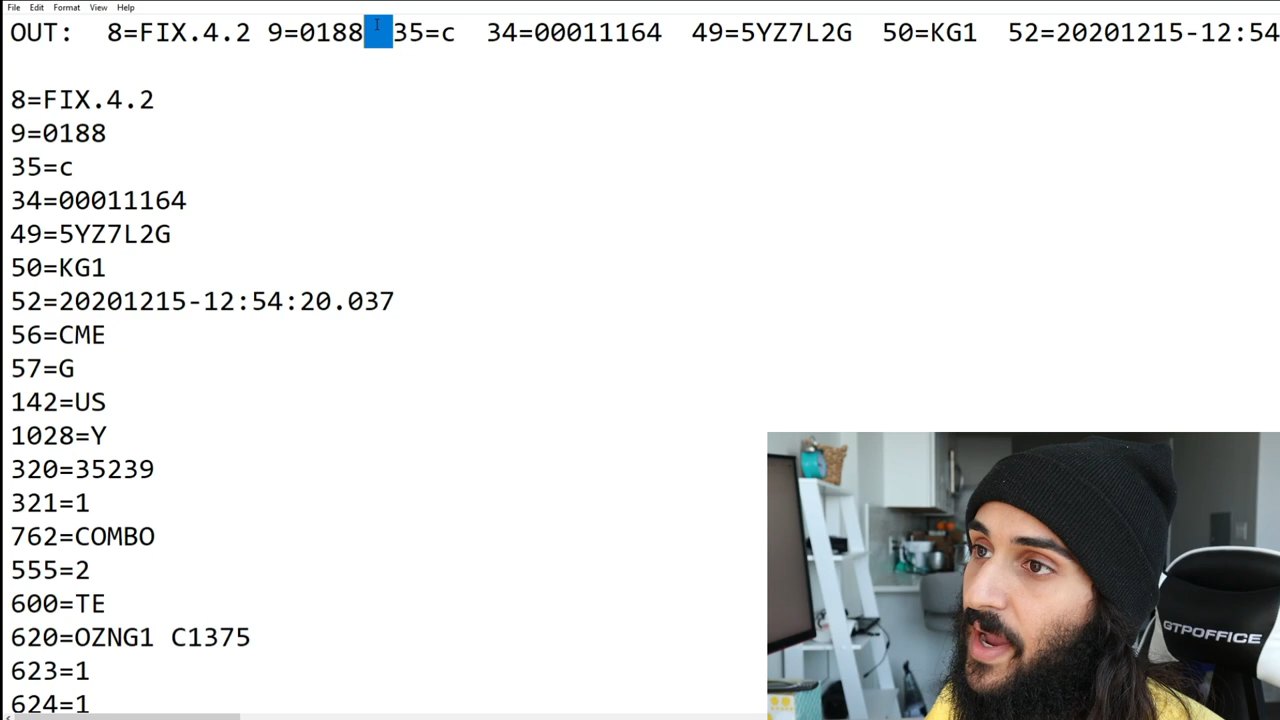 File Edit Format View Help
OUT: 8=FIX.4.2 9=0188 35=c 34=00011164 49=5YZ7L2G 50=KG1 52=20201215-12:54
8=FIX.4.2
9=0188
35=c
34=00011164
49=5YZ7L2G
50=KG1
52=20201215-12:54:20.037
56=CME
57=G
142=US
1028=Y
320=35239
321=1
762=COMBO
555=2
600=TE
620=OZNG1 C1375
623=1
624=1
GTPOFFICE